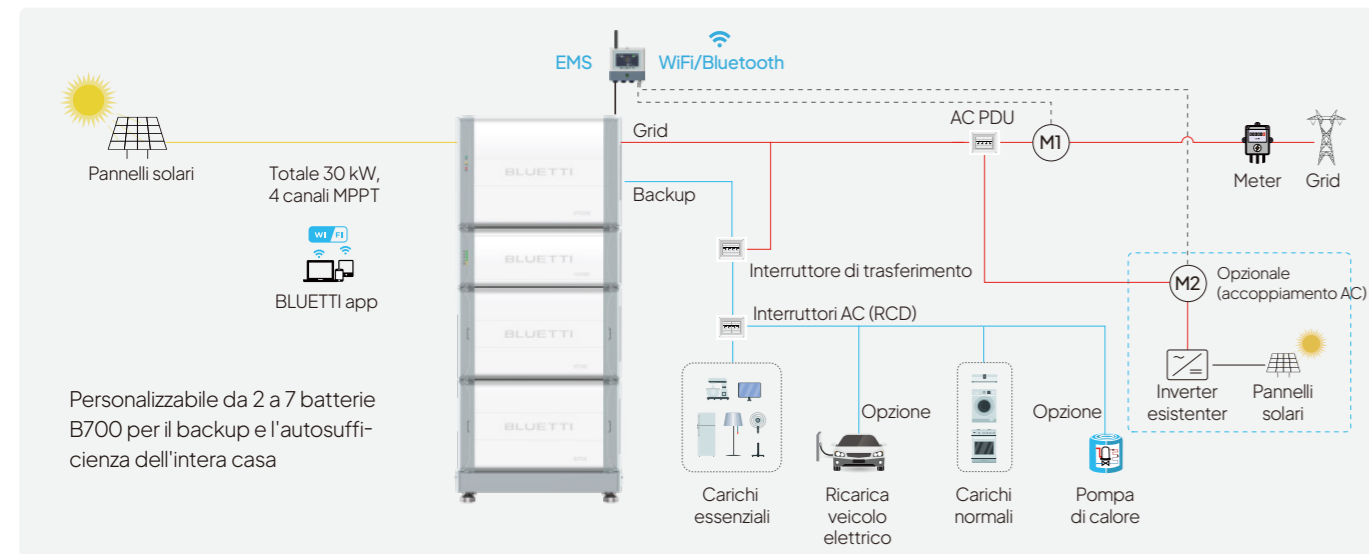 EMS
WiFi/Bluetooth
Grid
AC PDU
M1
Pannelli solari
Totale 30 kW,
4 canali MPPT
BLUETTI
Backup
Meter
Grid
WI FI
BLUETTI
Interruttore di trasferimento
M2
Opzionale
(accoppiamento AC)
BLUETTI app
Interruttori AC (RCD)
BLUETTI
Personalizzabile da 2 a 7 batterie
B700 per il backup e l'autosuffi-
cienza dell'intera casa
Opzione
Opzione
Inverter
esistenter
Pannelli
solari
BLUETTI
Carichi
essenziali
Ricarica
veicolo
elettrico
Carichi
normali
Pompa
di calore